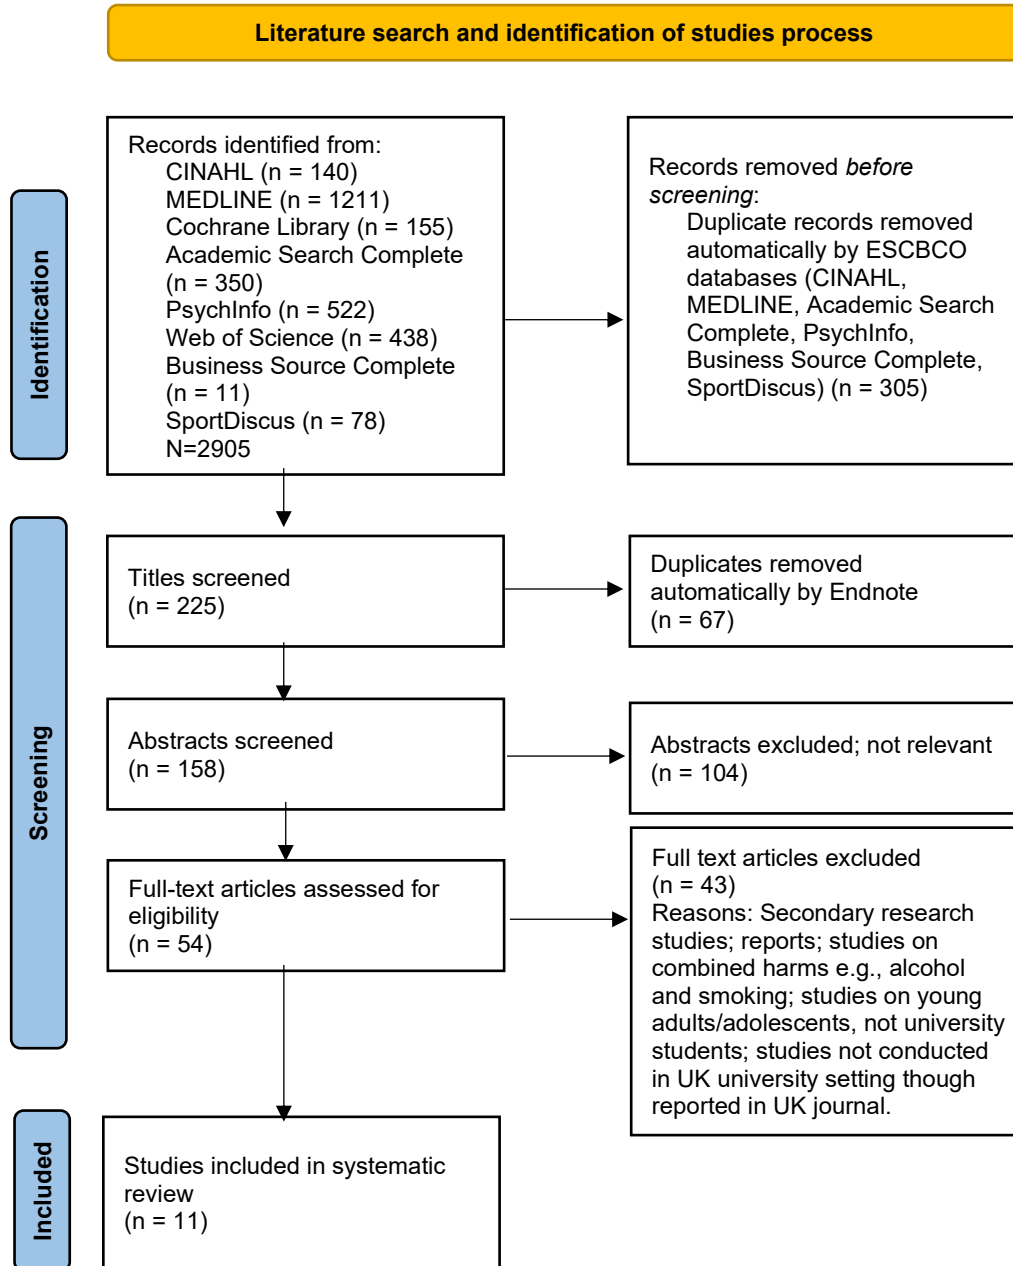 Literature search and identification of studies process
Identification
Records identified from:
CINAHL (n = 140)
MEDLINE (n = 1211)
Cochrane Library (n = 155)
Academic Search Complete
(n = 350)
PsychInfo (n = 522)
Web of Science (n = 438)
Business Source Complete
(n = 11)
SportDiscus (n = 78)
N=2905
Records removed before
screening:
Duplicate records removed
automatically by ESCBCO
databases (CINAHL,
MEDLINE, Academic Search
Complete, PsychInfo,
Business Source Complete,
SportDiscus) (n = 305)
Screening
Titles screened
(n = 225)
Duplicates removed
automatically by Endnote
(n = 67)
Abstracts screened
(n = 158)
Abstracts excluded; not relevant
(n = 104)
Full-text articles assessed for
eligibility
(n = 54)
Full text articles excluded
(n = 43)
Reasons: Secondary research
studies; reports; studies on
combined harms e.g., alcohol
and smoking; studies on young
adults/adolescents, not university
students; studies not conducted
in UK university setting though
reported in UK journal.
Included
Studies included in systematic
review
(n = 11)